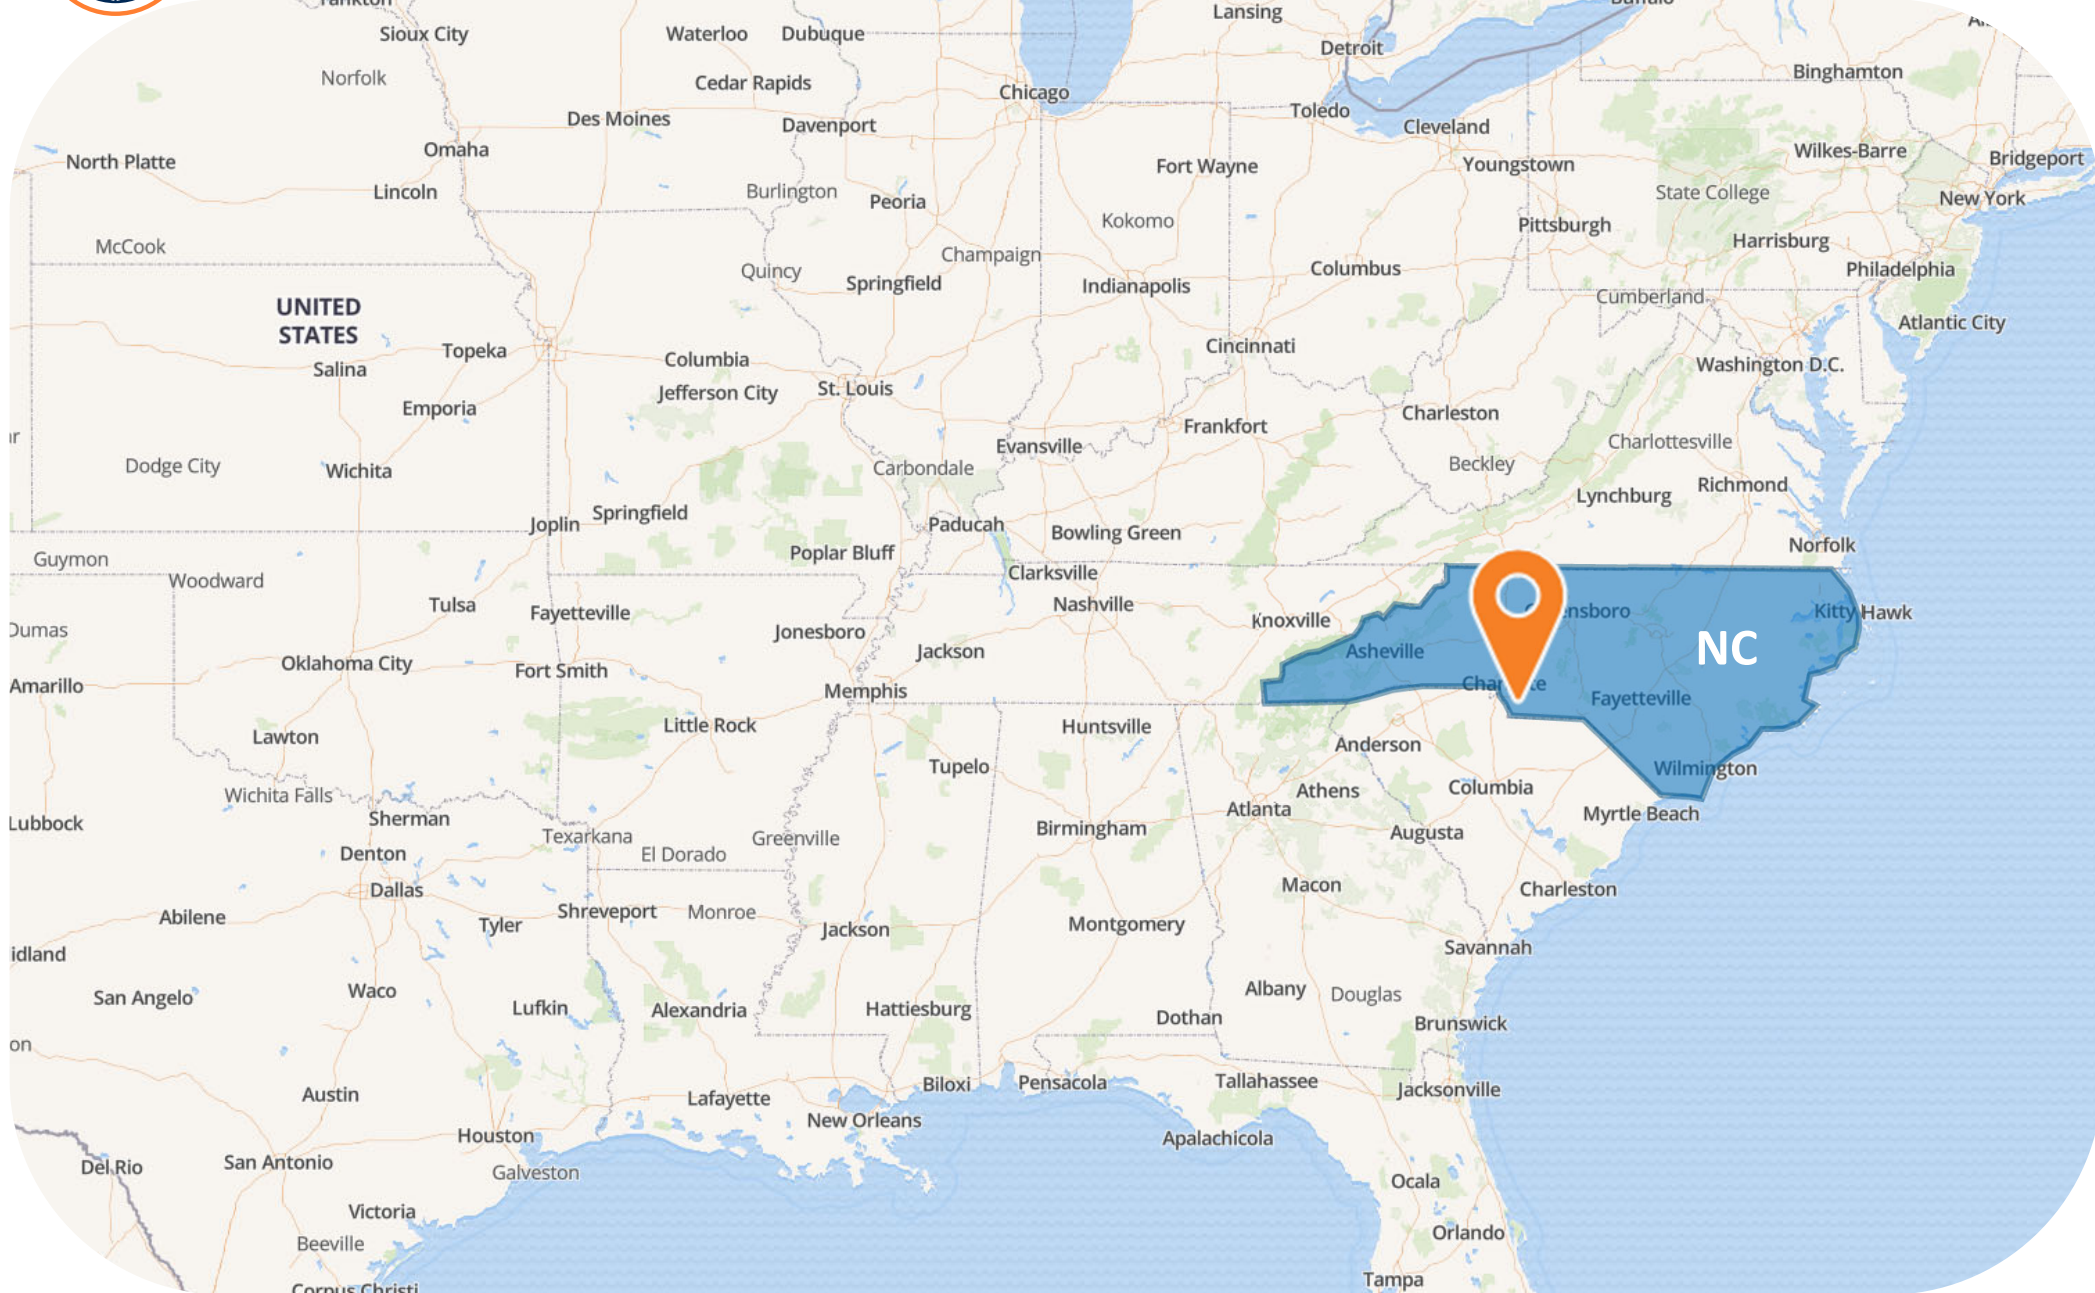 Lansing
Sioux City
Waterloo
Dubuque
Detroit
Norfolk
Cedar Rapids
Chicago
Binghamton
Des Moines
Davenport
Toledo
Cleveland
North Platte
Omaha
Fort Wayne
Youngstown
Wilkes-Barre
Bridgeport
Lincoln
Burlington
Peoria
State College
New York
McCook
Kokomo
Pittsburgh
Harrisburg
Quincy
Champaign
Springfield
Indianapolis
Columbus
Philadelphia
Cumberland
UNITED
STATES
Atlantic City
Salina
Topeka
Columbia
Cincinnati
Washington D.C.
Jefferson City
St. Louis
Emporia
Frankfort
Charleston
Charlottesville
Dodge City
Wichita
Carbondale
Evansville
Beckley
Lynchburg
Richmond
Joplin
Springfield
Paducah
Bowling Green
Norfolk
Guymon
Woodward
Poplar Bluff
Clarksville
Tulsa
Fayetteville
Nashville
Knoxville
Kitty Hawk
Dumas
Jonesboro
Jackson
Asheville
NC
Oklahoma City
Fort Smith
Amarillo
Memphis
Fayetteville
Little Rock
Huntsville
Lawton
Anderson
Tupelo
Wilmington
Wichita Falls
Athens
Columbia
Lubbock
Sherman
Texarkana
Greenville
Birmingham
Atlanta
Augusta
Myrtle Beach
Denton
El Dorado
Dallas
Macon
Charleston
Abilene
Tyler
Shreveport
Monroe
Jackson
Montgomery
Savannah
idland
San Angelo
Waco
Lufkin
Alexandria
Hattiesburg
Albany
Douglas
Dothan
Brunswick
on
Austin
Lafayette
Biloxi
Pensacola
Tallahassee
Jacksonville
New Orleans
Houston
Apalachicola
Del Rio
San Antonio
Galveston
Ocala
Victoria
Beeville
Orlando
Corpus Christi
Tampa